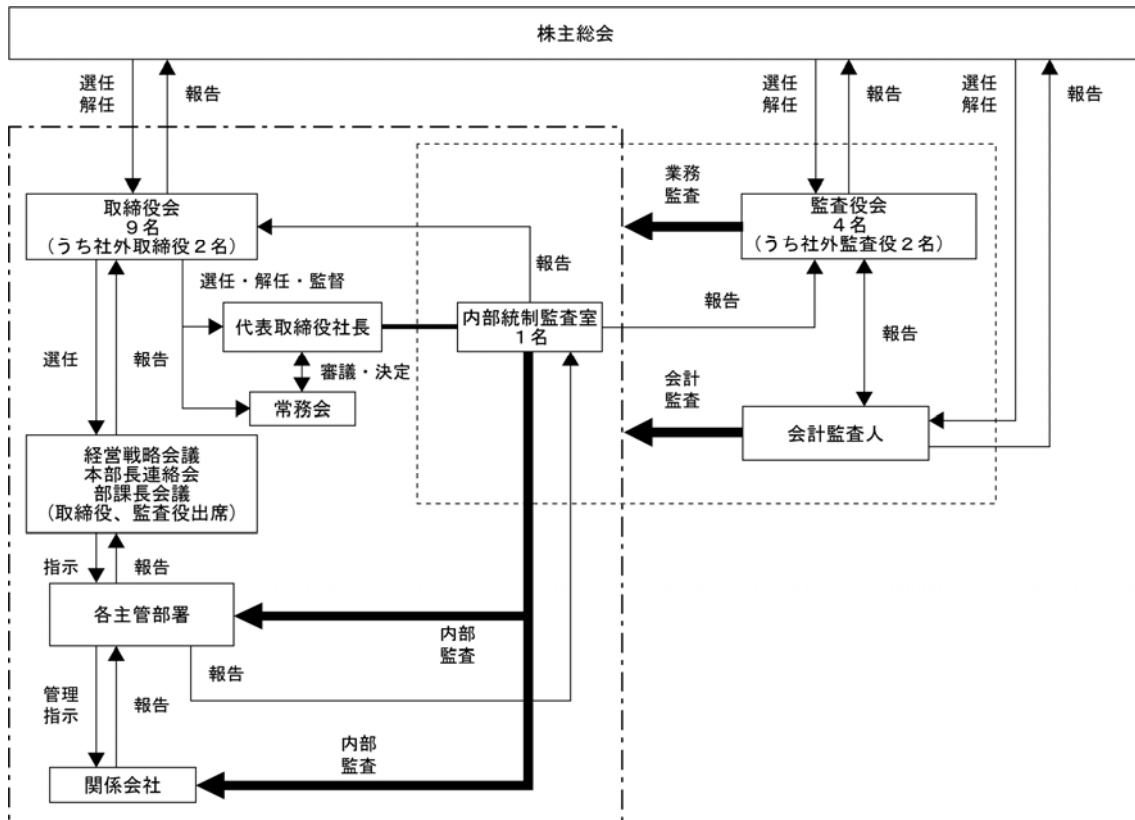 株主総会
選任
解任
報告
選任
解任
報告
選任
解任
報告
取締役会
9名
(うち社外取締役2名)
業務
監査
監査役会
4名
(うち社外監査役2名)
報告
選任・解任・監督
報告
代表取締役社長
内部統制監査室
1名
選任
報告
審議・決定
報告
常務会
会計
監査
会計監査人
経営戦略会議
本部長連絡会
部課長会議
(取締役、監査役出席)
指示
報告
各主管部署
内部
監査
報告
管理
指示
報告
内部
監査
関係会社